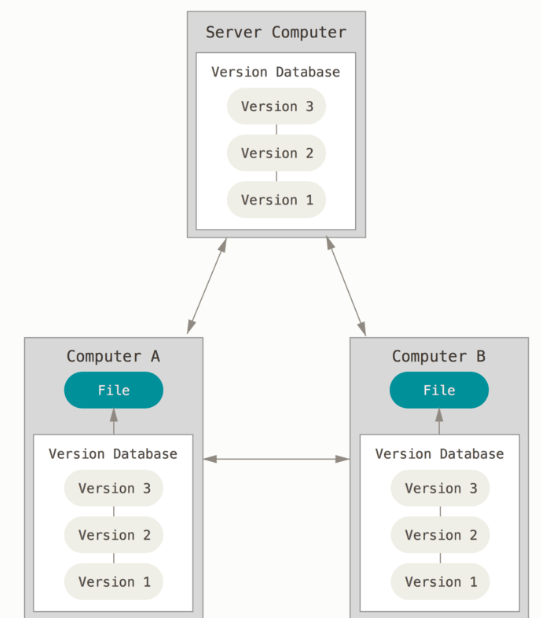 Server Computer
Version Database
Version 3
Version 2
Version 1
Computer A
File
Version Database
Version 3
Version 2
Version 1
Computer B
File
Version Database
Version 3
Version 2
Version 1